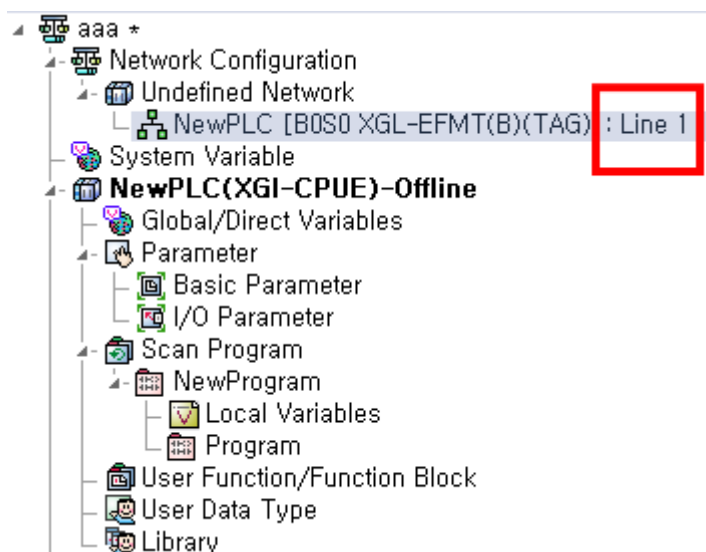 aaa *
Network Configuration
Undefined Network
NewPLC [B0S0 XGL-EFMT(B)(TAG) : Line 1
System Variable
NewPLC(XGI-CPUE)-Offline
Global/Direct Variables
Parameter
Basic Parameter
I/O Parameter
Scan Program
NewProgram
Local Variables
Program
User Function/Function Block
User Data Type
Library